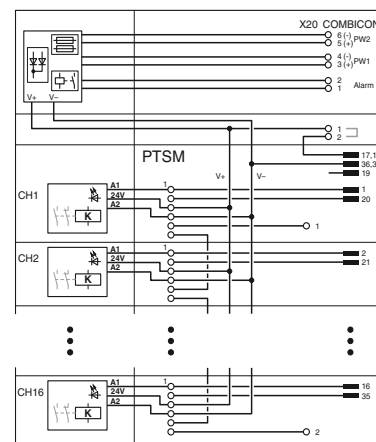 X20 COMBICON
6 (-)
5 (+) PW2
4 (-)
3 (+) PW1
2
1 Alarm
V+ V–
1
2
PTSM
17,1
36,3
19
V+ V–
CH1 A1 1 1
24V 20
A2
K
1
CH2 A1 1 2
24V 21
A2
K
CH16 A1 1 16
24V 35
A2
K
2